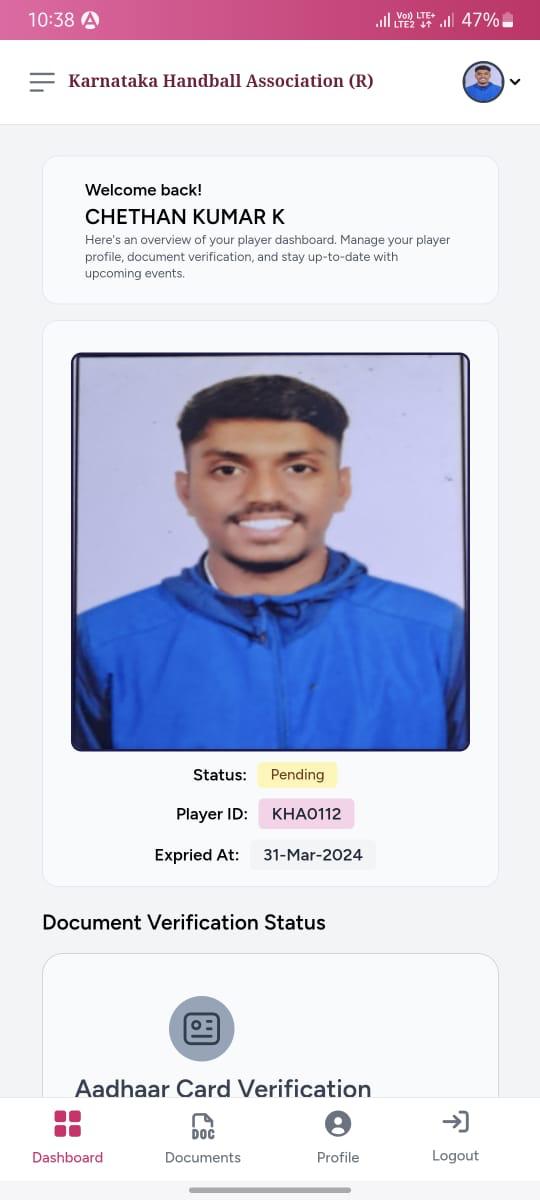 10:38
Vo)) LTE+
LTE2
47%
Karnataka Handball Association (R)
Welcome back!
CHETHAN KUMAR K
Here's an overview of your player dashboard. Manage your player
profile, document verification, and stay up-to-date with
upcoming events.
Status: Pending
Player ID: KHA0112
Expried At: 31-Mar-2024
Document Verification Status
Aadhaar Card Verification
DOC
Dashboard Documents Profile Logout